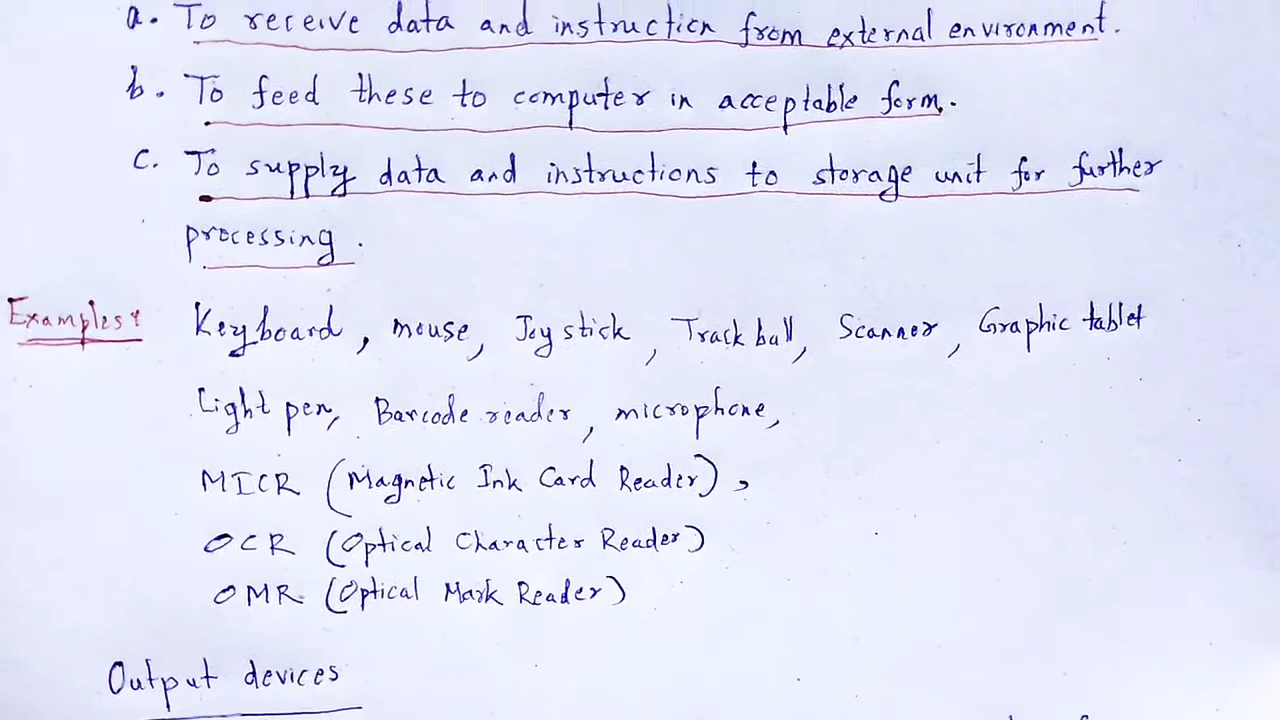 a. To receive data and instruction from external environment.
b. To feed these to computer in acceptable form.
c. To supply data and instructions to storage unit for further
processing.
Examples: Keyboard, mouse, Joystick, Trackball, Scanner, Graphic tablet
Light pen, Barcode reader, microphone,
MICR (Magnetic Ink Card Reader),
OCR (Optical Character Reader)
OMR (Optical Mark Reader)
Output devices